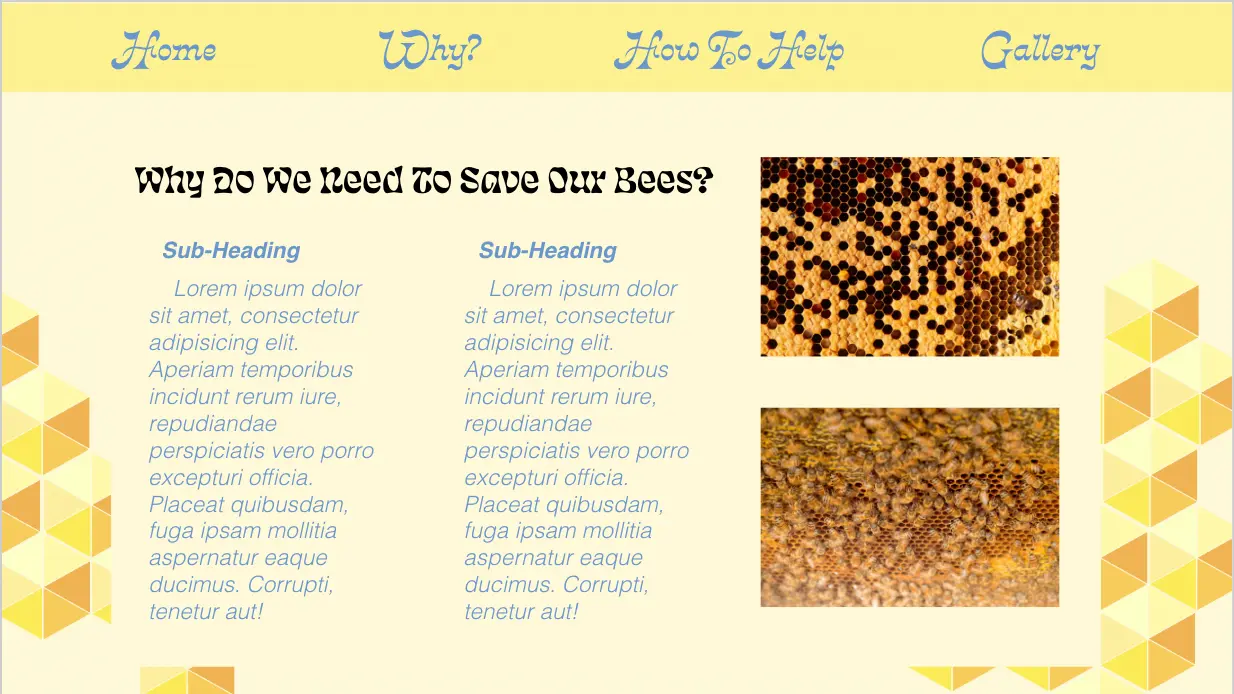 Home Why? How To Help Gallery
Why Do We Need To Save Our Bees?
Sub-Heading
Lorem ipsum dolor
sit amet, consectetur
adipisicing elit.
Aperiam temporibus
incidunt rerum iure,
repudiandae
perspiciatis vero porro
excepturi officia.
Placeat quibusdam,
fuga ipsam mollitia
aspernatur eaque
ducimus. Corrupti,
tenetur aut!
Sub-Heading
Lorem ipsum dolor
sit amet, consectetur
adipisicing elit.
Aperiam temporibus
incidunt rerum iure,
repudiandae
perspiciatis vero porro
excepturi officia.
Placeat quibusdam,
fuga ipsam mollitia
aspernatur eaque
ducimus. Corrupti,
tenetur aut!